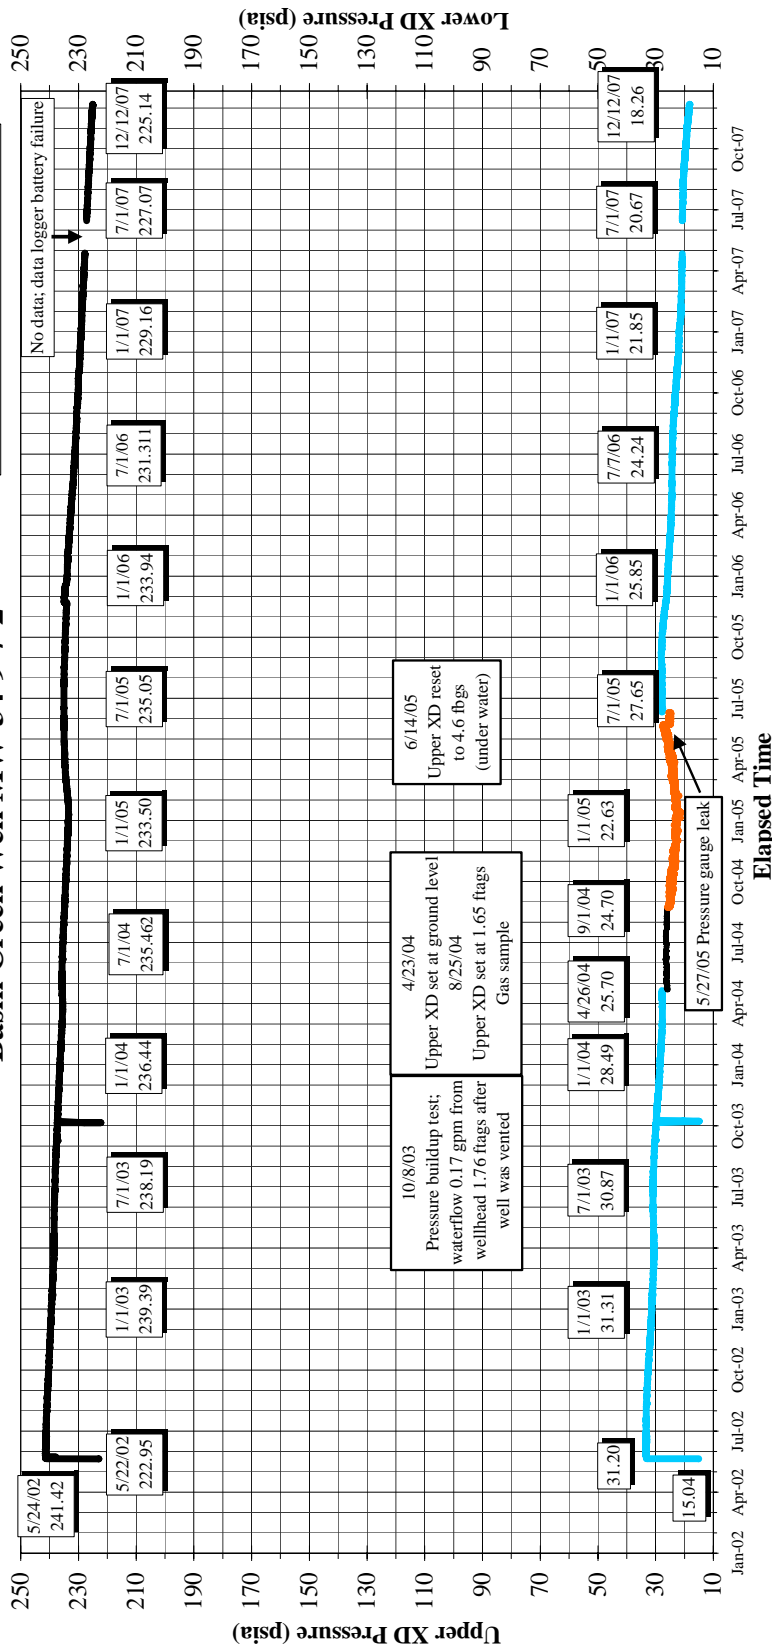 Lower XD Pressure (psia)
250
230
210
190
170
150
130
110
90
70
50
30
10
No data; data logger battery failure
5/24/02
241.42
5/22/02
222.95
1/1/03
239.39
7/1/03
238.19
1/1/04
236.44
7/1/04
235.462
1/1/05
233.50
7/1/05
235.05
1/1/06
233.94
7/1/06
231.311
1/1/07
229.16
7/1/07
227.07
12/12/07
225.14
10/8/03
Pressure buildup test;
waterflow 0.17 gpm from
wellhead 1.76 ftags after
well was vented
4/23/04
Upper XD set at ground level
8/25/04
Upper XD set at 1.65 ftags
Gas sample
6/14/05
Upper XD reset
to 4.6 fbgs
(under water)
31.20
15.04
1/1/03
31.31
7/1/03
30.87
1/1/04
28.49
4/26/04
25.70
9/1/04
24.70
1/1/05
22.63
7/1/05
27.65
1/1/06
25.85
7/7/06
24.24
1/1/07
21.85
7/1/07
20.67
12/12/07
18.26
5/27/05 Pressure gauge leak
250
230
210
190
170
150
130
110
90
70
50
30
10
Upper XD Pressure (psia)
Jan-02
Apr-02
Jul-02
Oct-02
Jan-03
Apr-03
Jul-03
Oct-03
Jan-04
Apr-04
Jul-04
Oct-04
Jan-05
Apr-05
Jul-05
Oct-05
Jan-06
Apr-06
Jul-06
Oct-06
Jan-07
Apr-07
Jul-07
Oct-07
Elapsed Time